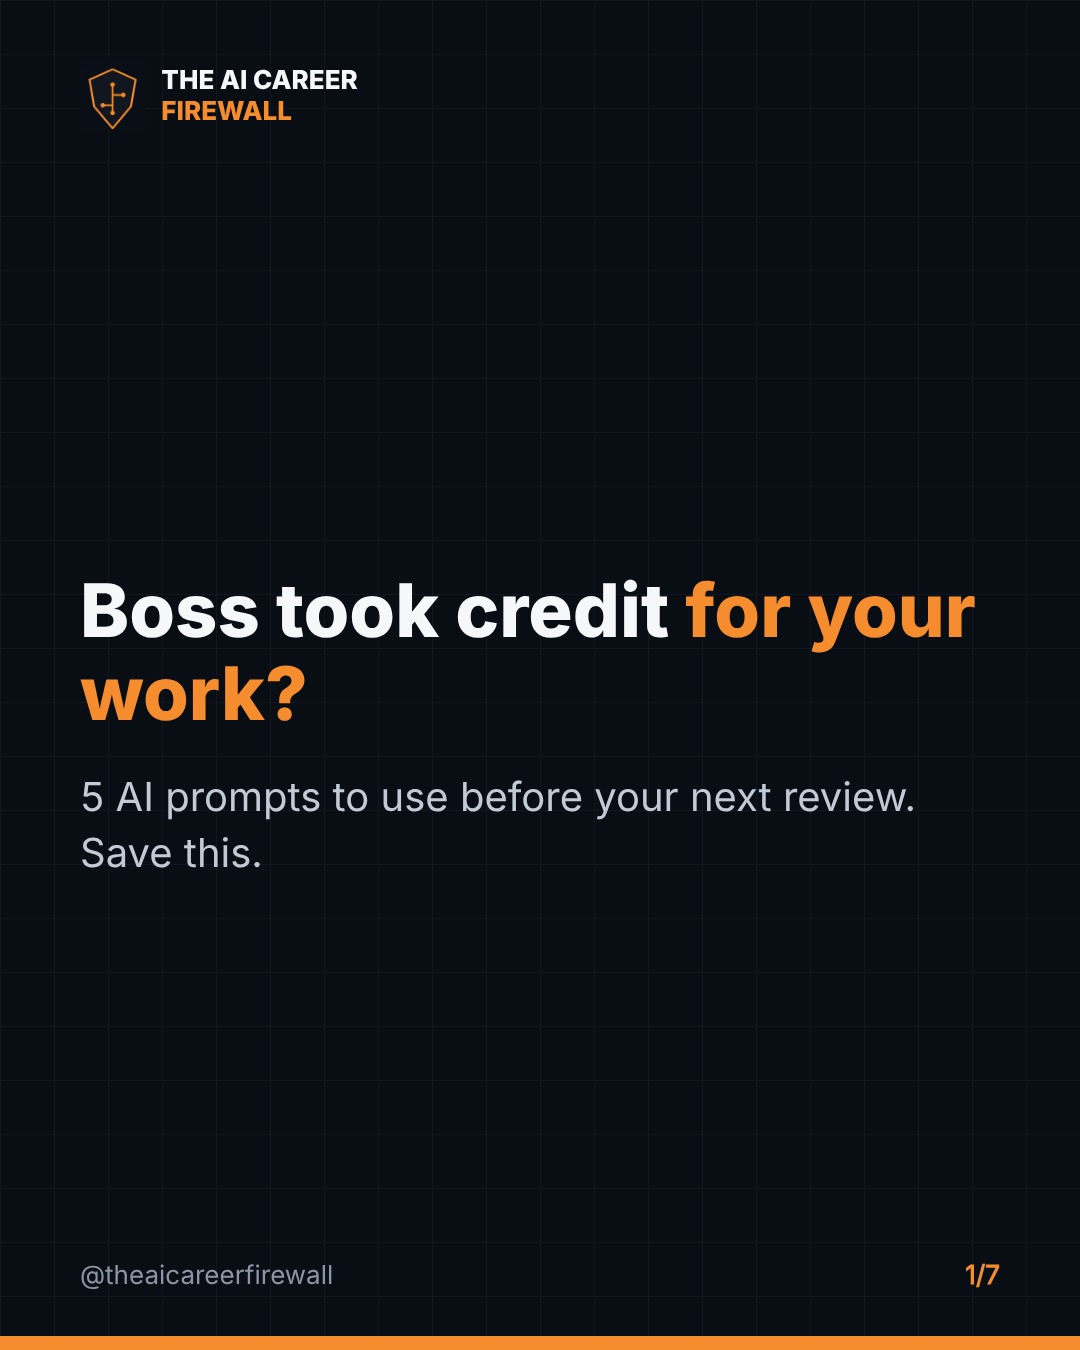 THE AI CAREER
FIREWALL
Boss took credit for your
work?
5 AI prompts to use before your next review.
Save this.
@theaicareerfirewall
1/7